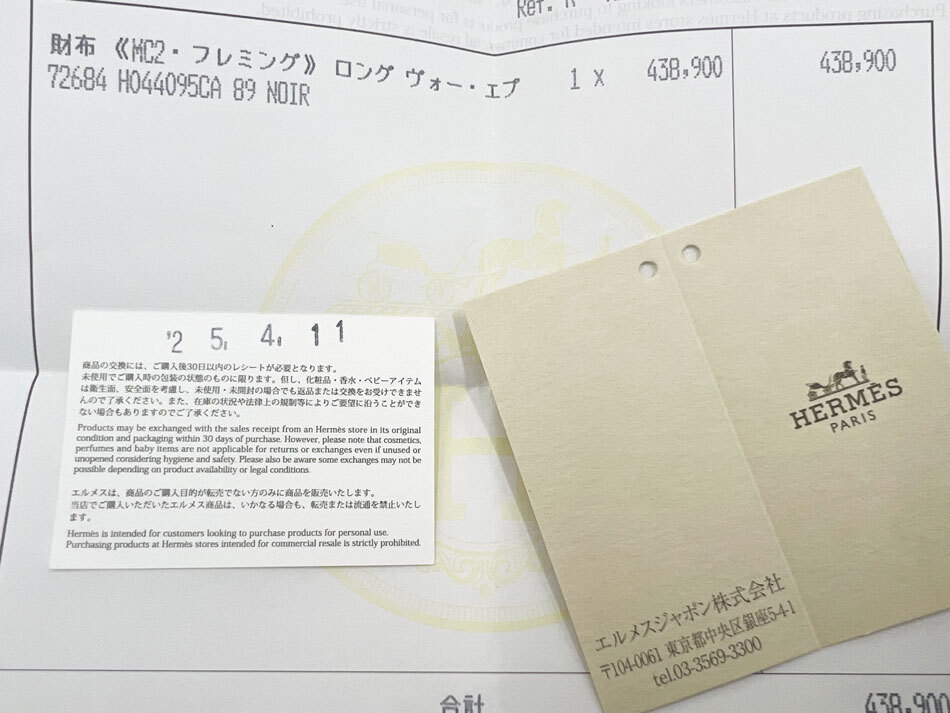 Ref. N
財布 《MC2・フレミング》 ロング ヴォー・エプ 1 X 438,900 438,900
72684 H044095CA 89 NOIR
'2 5. 4. 11
商品の交換には、ご購入後30日以内のレシートが必要となります。
未使用でご購入時の包装の状態のものに限ります。但し、化粧品・香水・ベビーアイテム
は衛生面、安全面を考慮し、未使用・未開封の場合でも返品または交換をお受けできませ
んので了承ください。また、在庫の状況や法律上の規制等によりご要望に沿うことができ
ない場合もありますのでご了承ください。
Products may be exchanged with the sales receipt from an Hermès store in its original
condition and packaging within 30 days of purchase. However, please note that cosmetics,
perfumes and baby items are not applicable for returns or exchanges even if unused or
unopened considering hygiene and safety. Please also be aware some exchanges may not be
possible depending on product availability or legal conditions.
エルメスは、商品のご購入目的が転売でない方のみに商品を販売いたします。
当店でご購入いただいたエルメス商品は、いかなる場合も、転売または流通を禁止いたし
ます。
Hermès is intended for customers looking to purchase products for personal use.
Purchasing products at Hermès stores intended for commercial resale is strictly prohibited.
HERMÈS
PARIS
エルメスジャポン株式会社
〒104-0061 東京都中央区銀座5-4-1
tel.03-3569-3300
合計 438,900